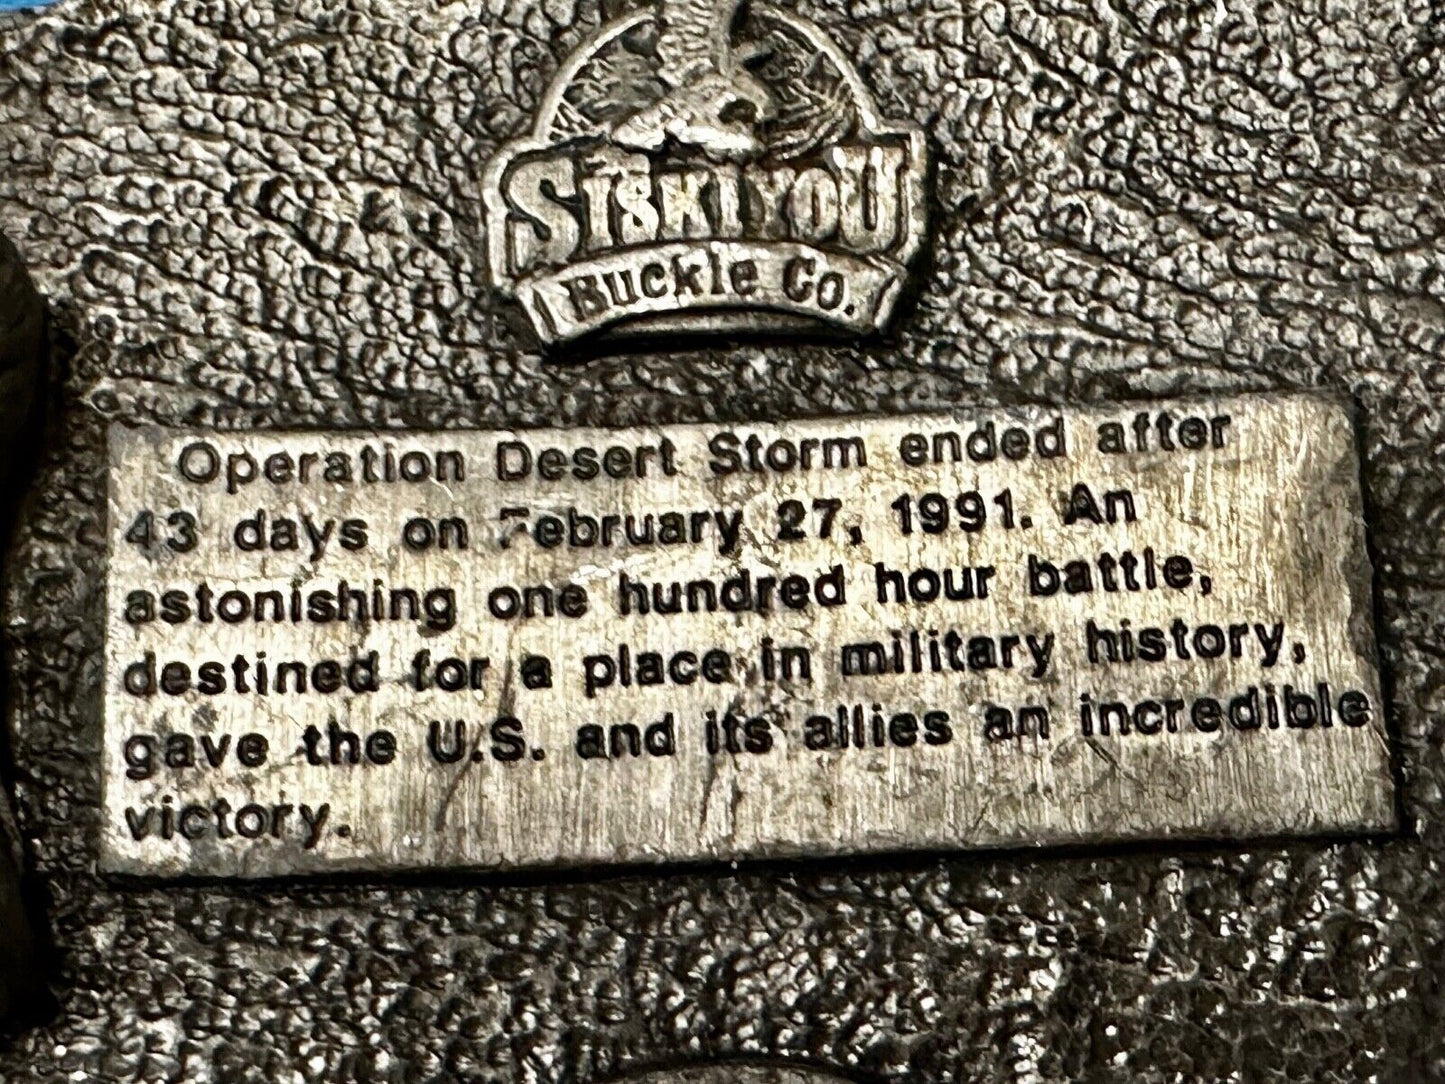 SISKIYOU
Buckle Co.
Operation Desert Storm ended after
43 days on February 27, 1991. An
astonishing one hundred hour battle,
destined for a place in military history,
gave the U.S. and its allies an incredible
victory.